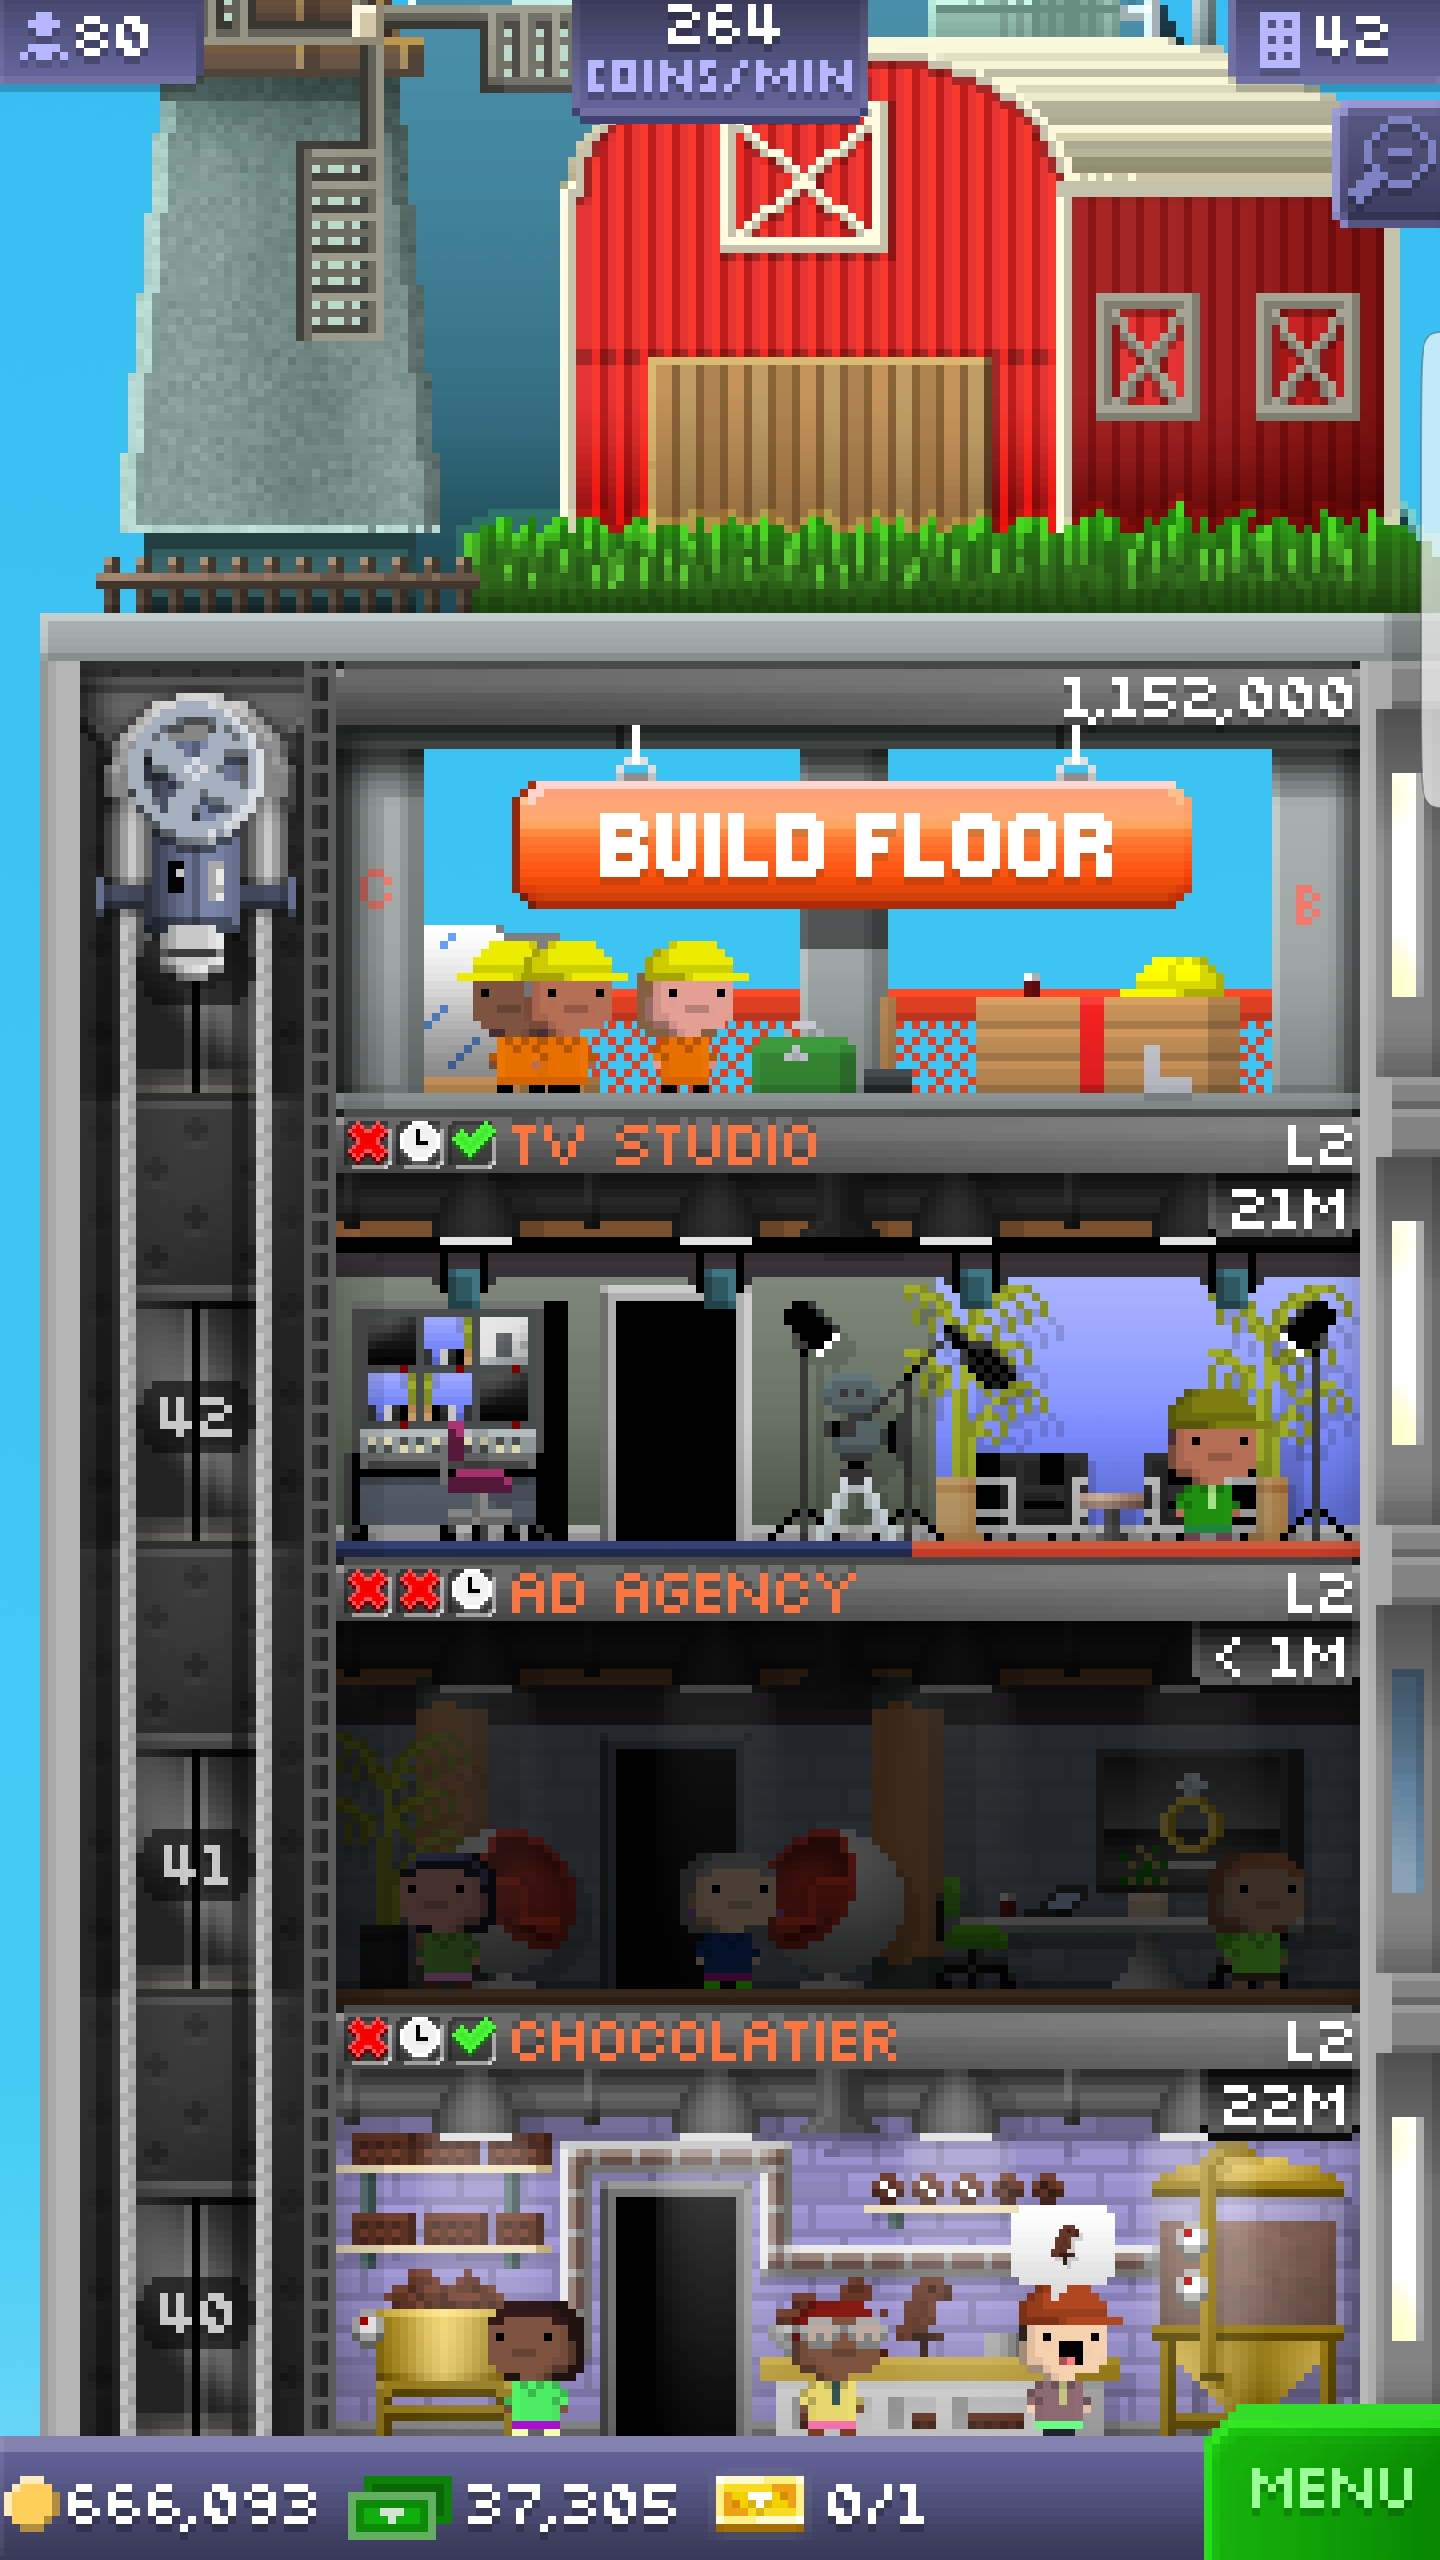 80
264
COINS/MIN
42
1,152,000
C
BUILD FLOOR
B
TV STUDIO
L2
21M
42
AD AGENCY
L2
< 1M
41
CHOCOLATIER
L2
22M
40
666,093
37,305
0/1
MENU